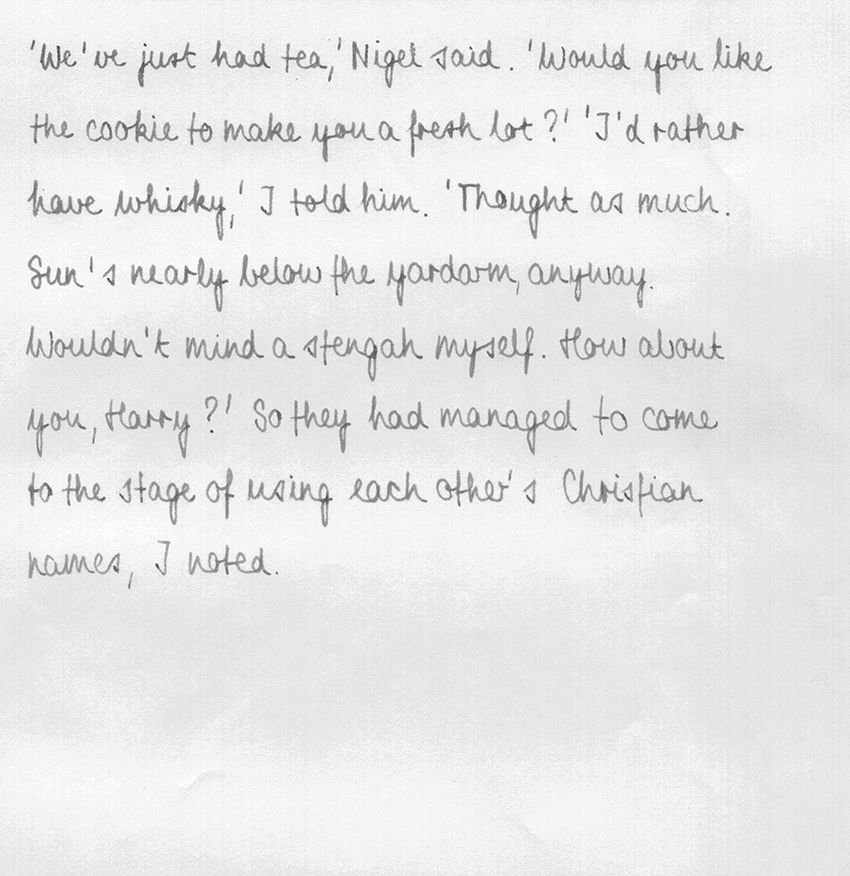 'We've just had tea,' Nigel said. 'Would you like
the cookie to make you a fresh lot?' 'I'd rather
have whisky,' I told him. 'Thought as much.
Sun's nearly below the yardarm, anyway.
Wouldn't mind a stengah myself. How about
you, Harry?' So they had managed to come
to the stage of using each other's Christian
names, I noted.